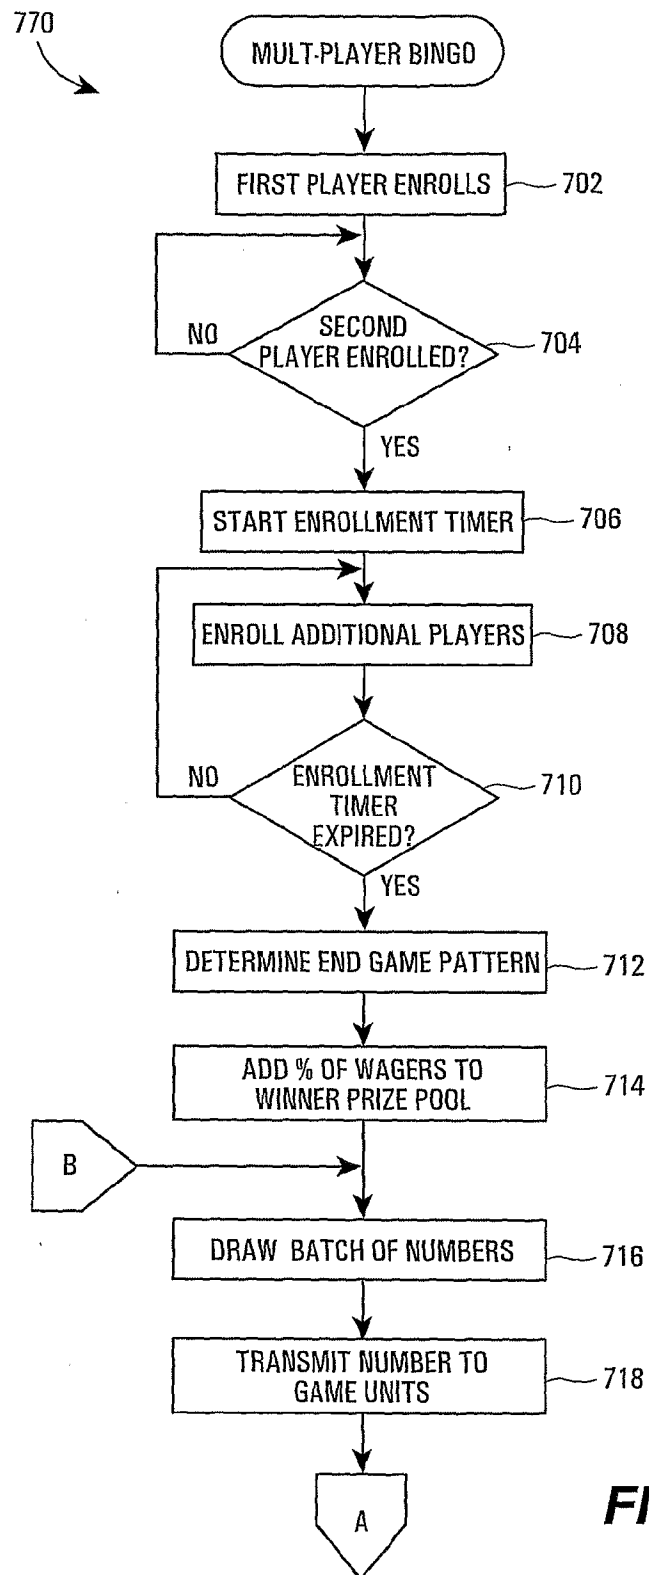 770
MULT-PLAYER BINGO
FIRST PLAYER ENROLLS
702
NO
SECOND
PLAYER ENROLLED?
704
YES
START ENROLLMENT TIMER
706
ENROLL ADDITIONAL PLAYERS
708
NO
ENROLLMENT
TIMER
EXPIRED?
710
YES
DETERMINE END GAME PATTERN
712
ADD % OF WAGERS TO
WINNER PRIZE POOL
714
B
DRAW BATCH OF NUMBERS
716
TRANSMIT NUMBER TO
GAME UNITS
718
A